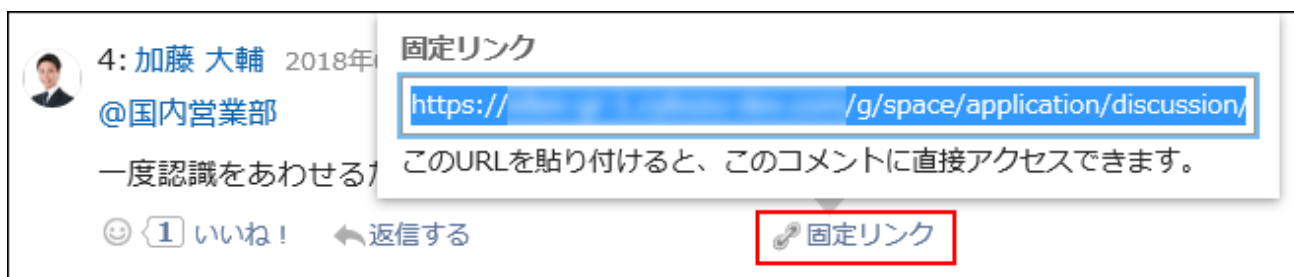 4: 加藤 大輔 2018年
@国内営業部
一度認識をあわせる
固定リンク
https:// /g/space/application/discussion/
このURLを貼り付けると、このコメントに直接アクセスできます。
1 いいね！ 返信する 固定リンク